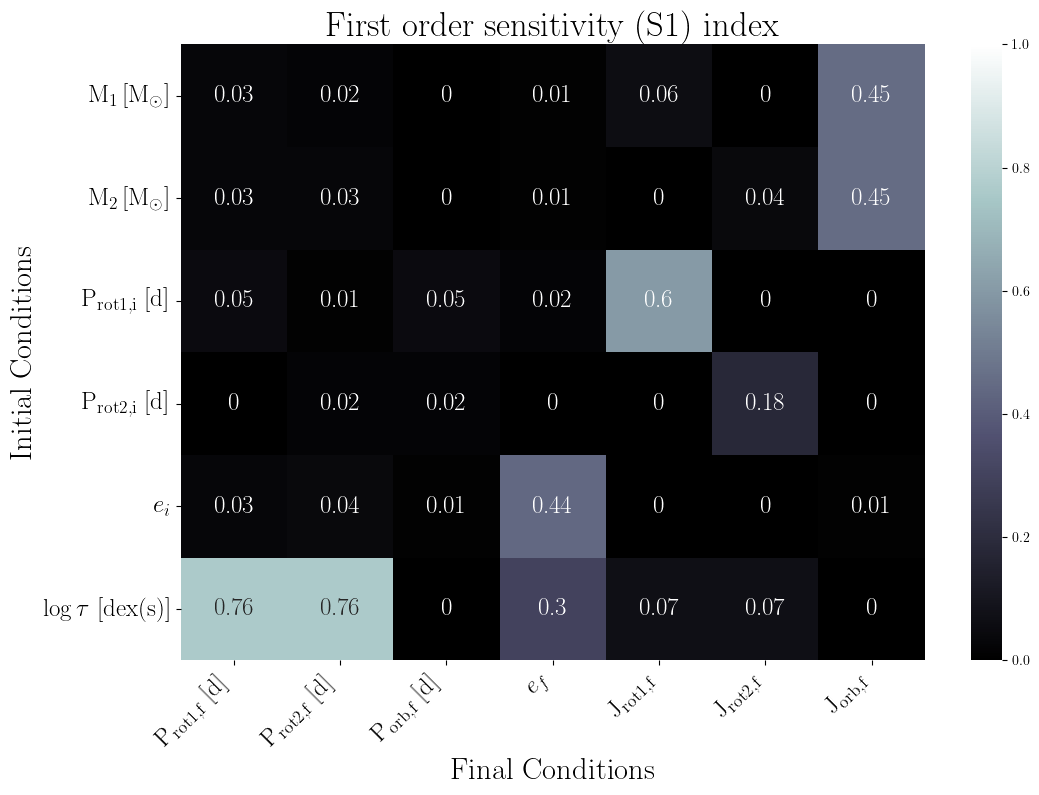 First order sensitivity (S1) index
Initial Conditions
M₁ [M⊙] 0.03 0.02 0 0.01 0.06 0 0.45
M₂ [M⊙] 0.03 0.03 0 0.01 0 0.04 0.45
P_rot1,i [d] 0.05 0.01 0.05 0.02 0.6 0 0
P_rot2,i [d] 0 0.02 0.02 0 0 0.18 0
e_i 0.03 0.04 0.01 0.44 0 0 0.01
log τ [dex(s)] 0.76 0.76 0 0.3 0.07 0.07 0
P_rot1,f [d] P_rot2,f [d] P_orb,f [d] e_f J_rot1,f J_rot2,f J_orb,f
Final Conditions
1.0
0.8
0.6
0.4
0.2
0.0